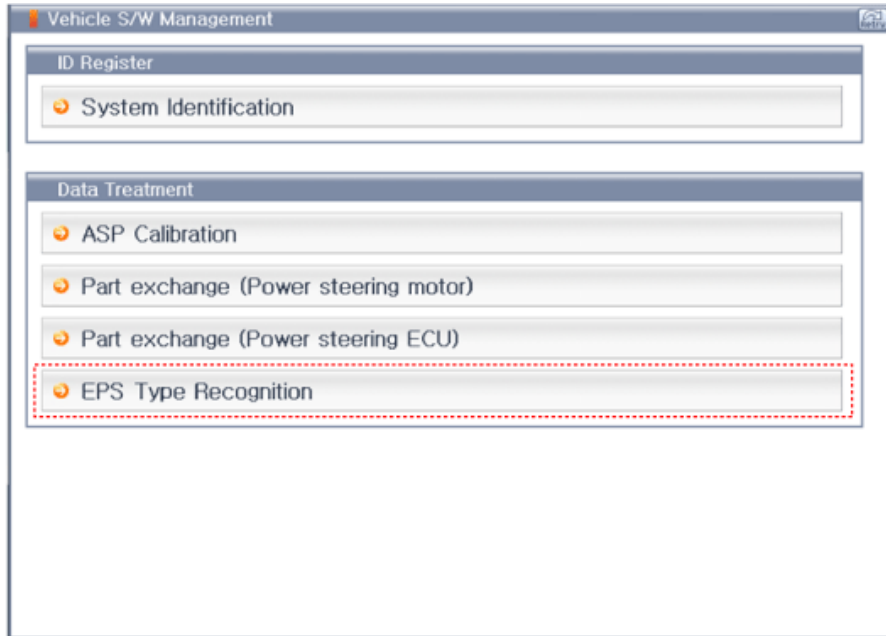 Vehicle S/W Management
Retry
ID Register
System Identification
Data Treatment
ASP Calibration
Part exchange (Power steering motor)
Part exchange (Power steering ECU)
EPS Type Recognition